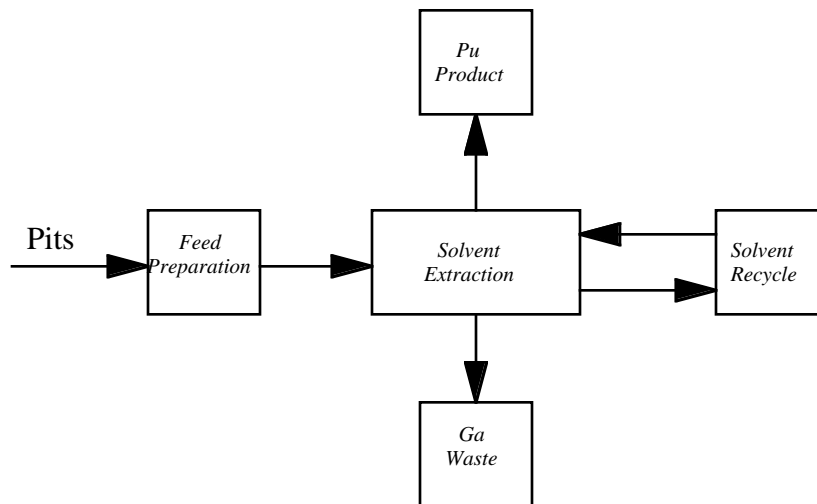 Pu
Product
Pits
Feed
Preparation
Solvent
Extraction
Solvent
Recycle
Ga
Waste